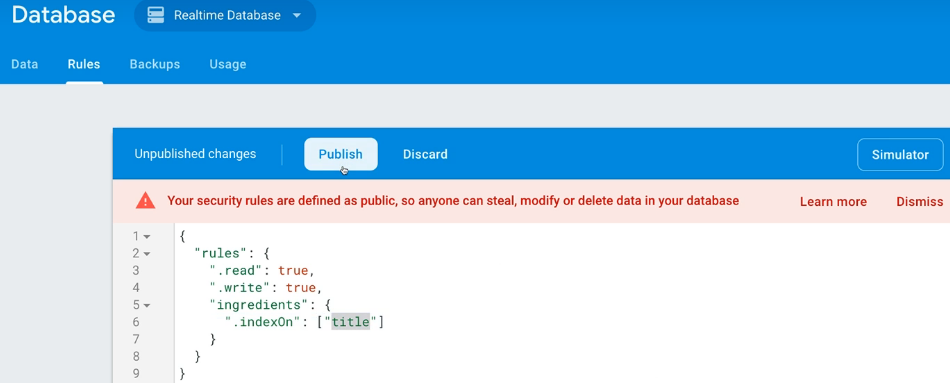 Database Realtime Database
Data Rules Backups Usage
Unpublished changes Publish Discard Simulator
Your security rules are defined as public, so anyone can steal, modify or delete data in your database Learn more Dismiss
1 {
2 "rules": {
3 ".read": true,
4 ".write": true,
5 "ingredients": {
6 ".indexOn": ["title"]
7 }
8 }
9 }